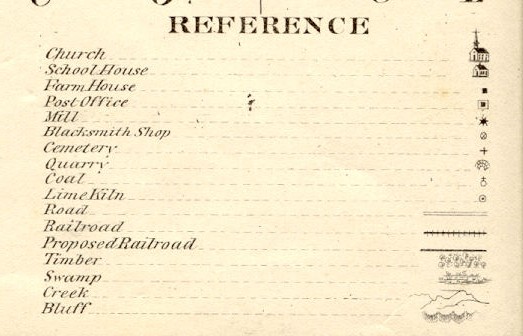 REFERENCE
Church
School House
Farm House
Post Office
Mill
Blacksmith Shop
Cemetery
Quarry
Coal
Lime Kiln
Road
Railroad
Proposed Railroad
Timber
Swamp
Creek
Bluff